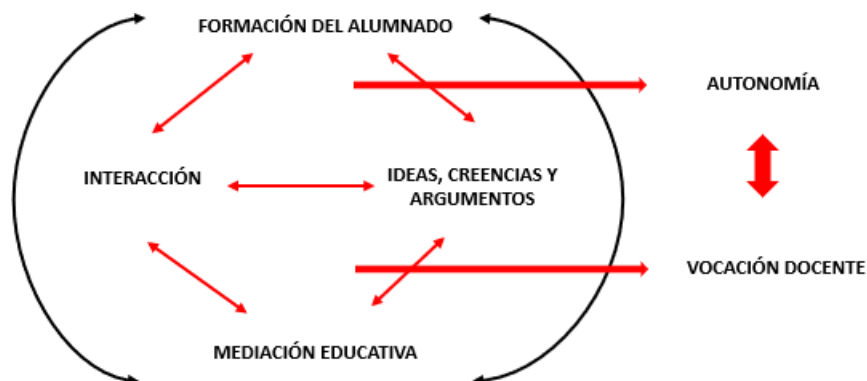 FORMACIÓN DEL ALUMNADO
AUTONOMÍA
INTERACCIÓN
IDEAS, CREENCIAS Y
ARGUMENTOS
VOCACIÓN DOCENTE
MEDIACIÓN EDUCATIVA